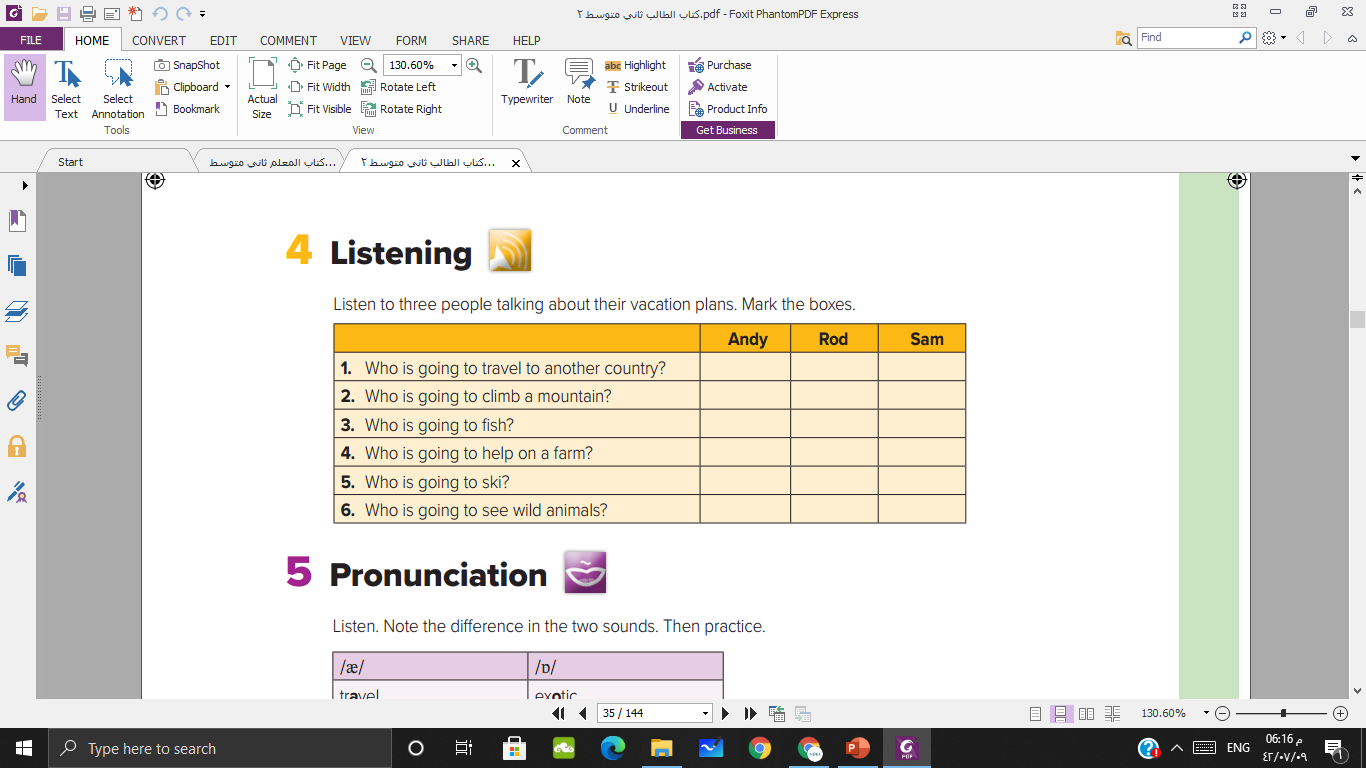 كتاب الطالب ثاني متوسط ٢.pdf - Foxit PhantomPDF Express
FILE HOME CONVERT EDIT COMMENT VIEW FORM SHARE HELP
Find
Hand
Select Text
Select Annotation
SnapShot
Clipboard
Bookmark
Tools
Actual Size
Fit Page
Fit Width
Fit Visible
130.60%
Rotate Left
Rotate Right
View
Typewriter
Note
abc Highlight
T Strikeout
U Underline
Comment
Purchase
Activate
Product Info
Get Business
Start
كتاب المعلم ثاني متوسط...
كتاب الطالب ثاني متوسط ٢...
4 Listening
Listen to three people talking about their vacation plans. Mark the boxes.
Andy Rod Sam
1. Who is going to travel to another country?
2. Who is going to climb a mountain?
3. Who is going to fish?
4. Who is going to help on a farm?
5. Who is going to ski?
6. Who is going to see wild animals?
5 Pronunciation
Listen. Note the difference in the two sounds. Then practice.
/æ/ /ɒ/
travel exotic
35 / 144
130.60%
Type here to search
ENG
06:16 م
٤٢/٠٧/٠٩
1